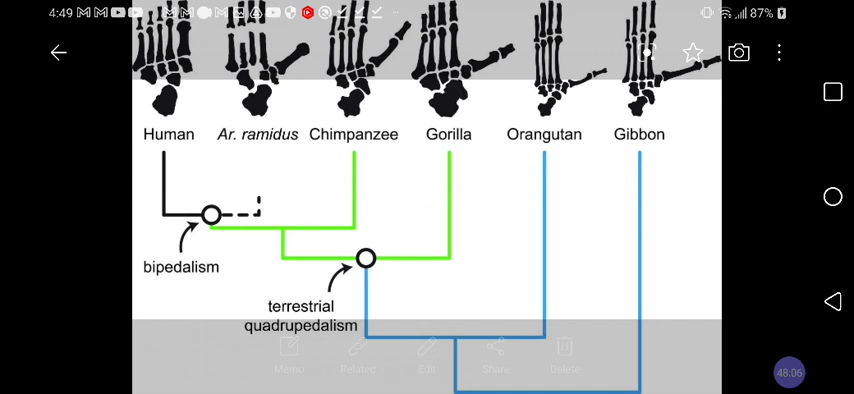 4:49
87%
Human Ar. ramidus Chimpanzee Gorilla Orangutan Gibbon
bipedalism
terrestrial
quadrupedalism
Memo Related Edit Share Delete
48:06